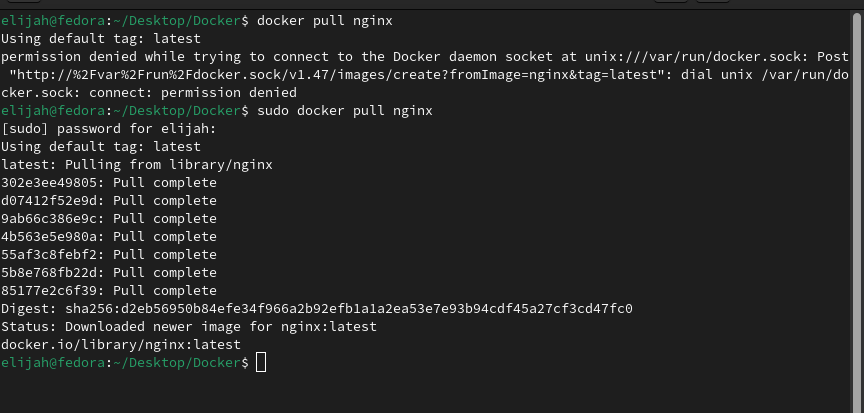 elijah@fedora:~/Desktop/Docker$ docker pull nginx
Using default tag: latest
permission denied while trying to connect to the Docker daemon socket at unix:///var/run/docker.sock: Post
 "http://%2Fvar%2Frun%2Fdocker.sock/v1.47/images/create?fromImage=nginx&tag=latest": dial unix /var/run/do
cker.sock: connect: permission denied
elijah@fedora:~/Desktop/Docker$ sudo docker pull nginx
[sudo] password for elijah:
Using default tag: latest
latest: Pulling from library/nginx
302e3ee49805: Pull complete
d07412f52e9d: Pull complete
9ab66c386e9c: Pull complete
4b563e5e980a: Pull complete
55af3c8febf2: Pull complete
5b8e768fb22d: Pull complete
85177e2c6f39: Pull complete
Digest: sha256:d2eb56950b84efe34f966a2b92efb1a1a2ea53e7e93b94cdf45a27cf3cd47fc0
Status: Downloaded newer image for nginx:latest
docker.io/library/nginx:latest
elijah@fedora:~/Desktop/Docker$